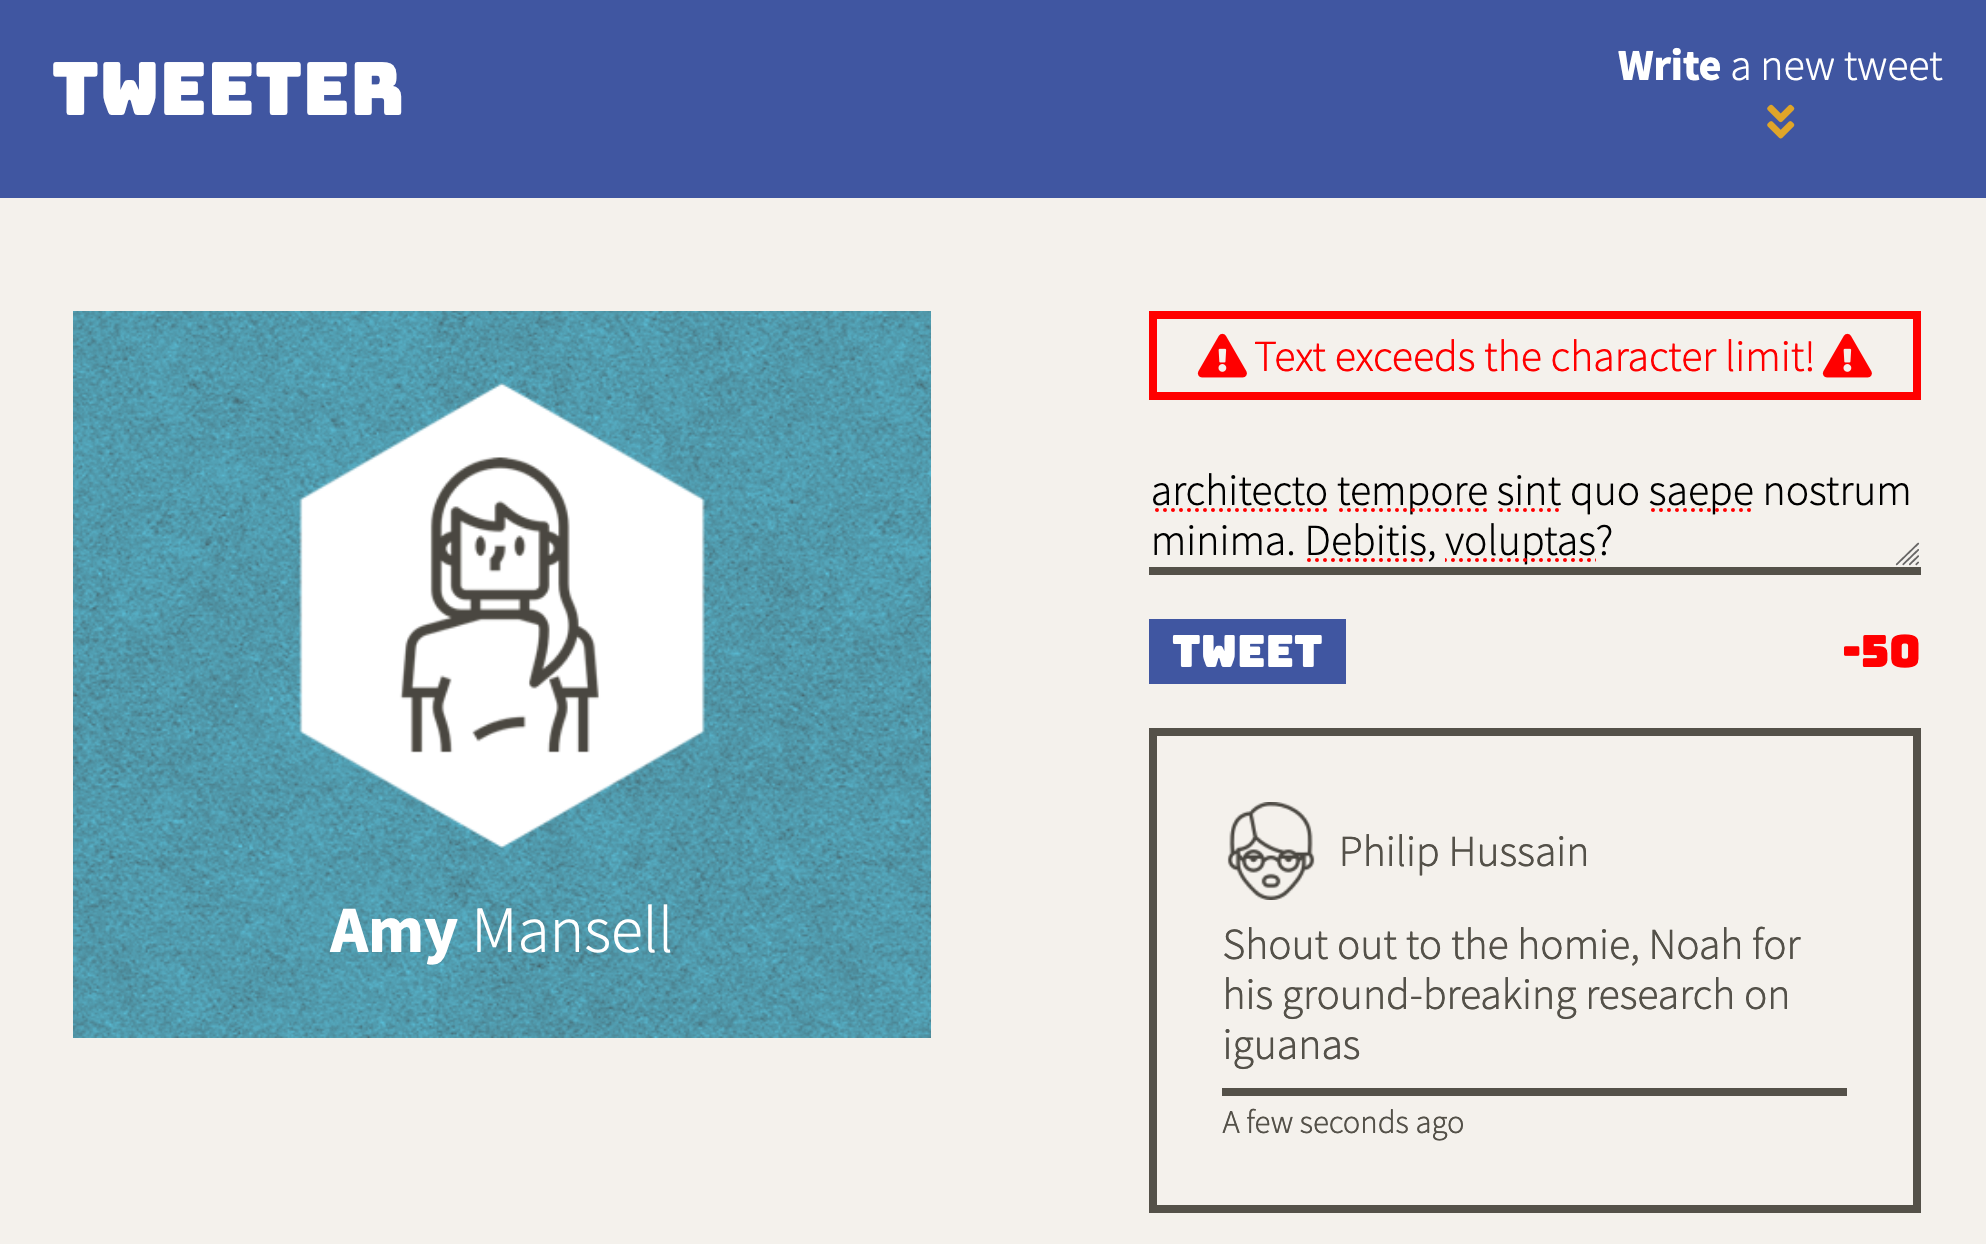 TWEETER
Write a new tweet
Amy Mansell
Text exceeds the character limit!
architecto tempore sint quo saepe nostrum
minima. Debitis, voluptas?
TWEET
-50
Philip Hussain
Shout out to the homie, Noah for
his ground-breaking research on
iguanas
A few seconds ago